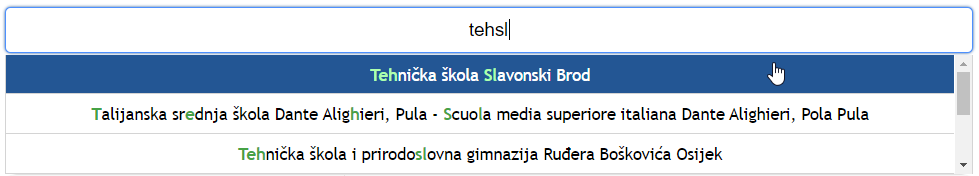 tehsl
Tehnička škola Slavonski Brod
Talijanska srednja škola Dante Alighieri, Pula - Scuola media superiore italiana Dante Alighieri, Pola Pula
Tehnička škola i prirodoslovna gimnazija Ruđera Boškovića Osijek